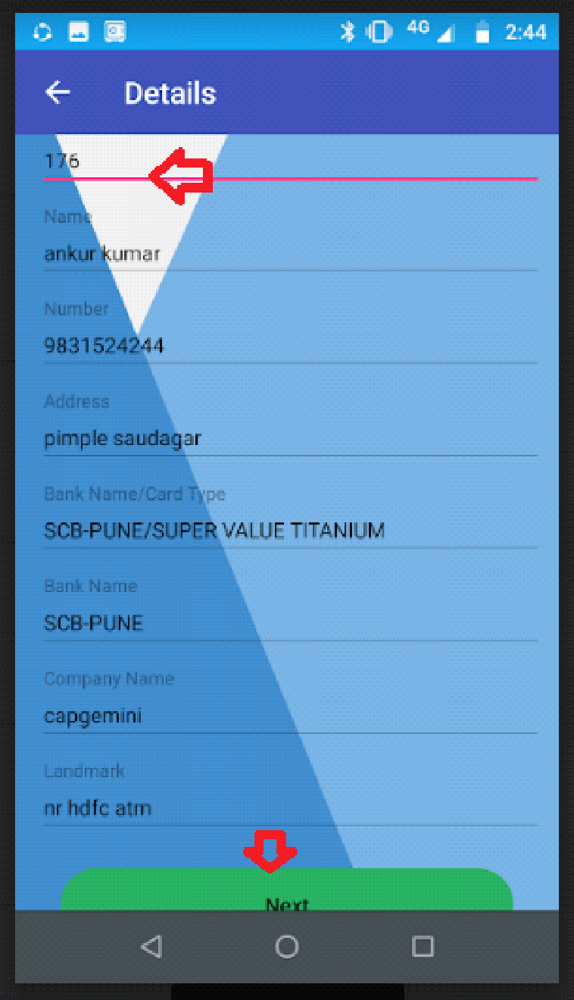 4G 2:44
Details
176
Name
ankur kumar
Number
9831524244
Address
pimple saudagar
Bank Name/Card Type
SCB-PUNE/SUPER VALUE TITANIUM
Bank Name
SCB-PUNE
Company Name
capgemini
Landmark
nr hdfc atm
Next